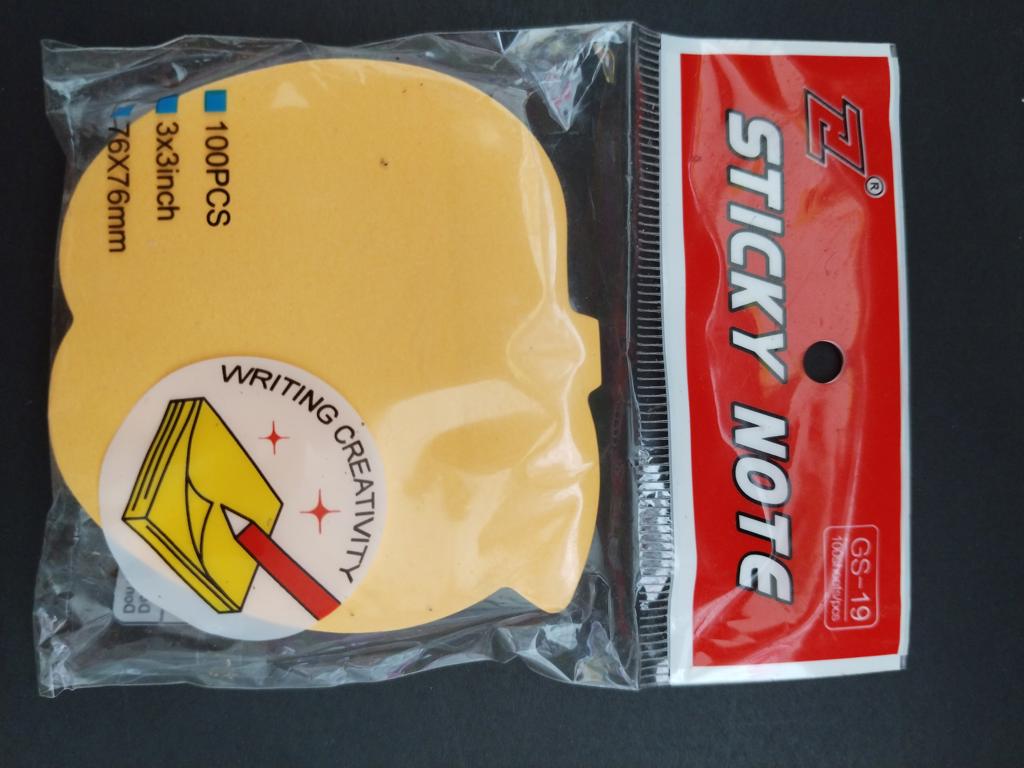 STICKY NOTE
GS-19
100PCS
3x3inch
76X76mm
WRITING CREATIVITY